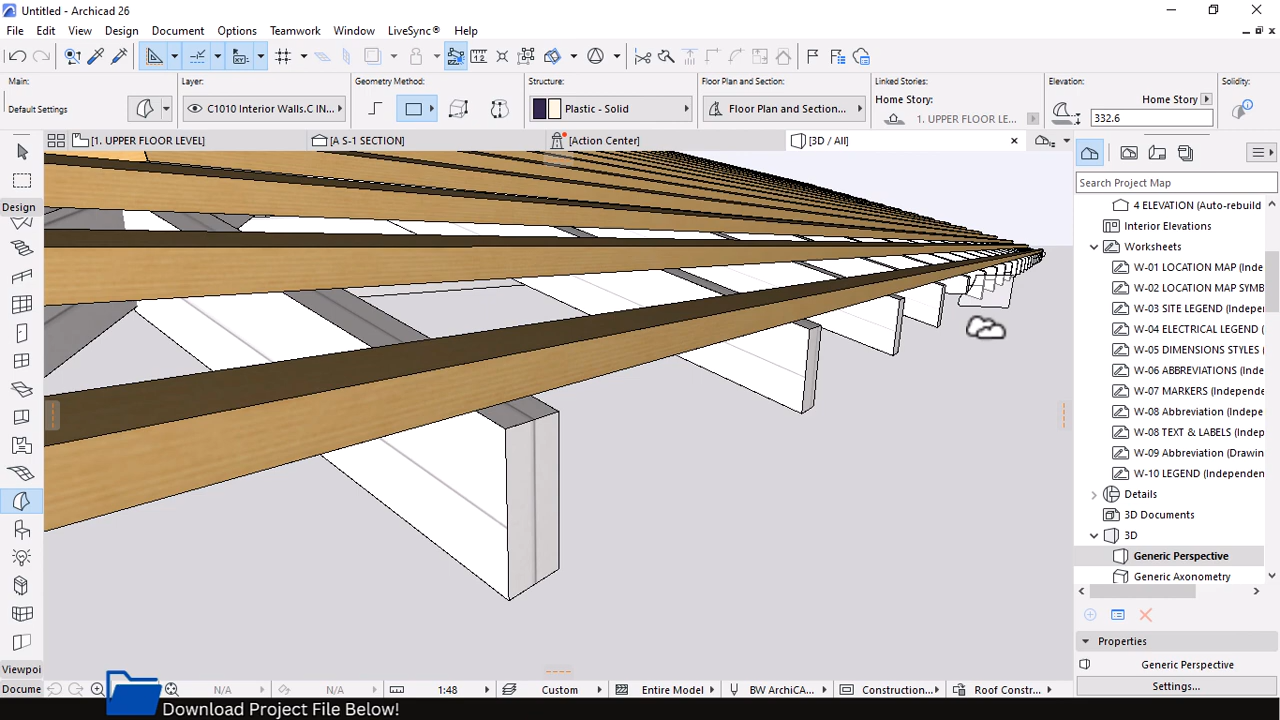 Untitled - Archicad 26
File Edit View Design Document Options Teamwork Window LiveSync® Help
Main: Layer: Geometry Method: Structure: Floor Plan and Section: Linked Stories: Elevation: Solidity:
Default Settings C1010 Interior Walls.C IN... Plastic - Solid Floor Plan and Section... Home Story: Home Story
1. UPPER FLOOR LE... 332.6
[1. UPPER FLOOR LEVEL] [A S-1 SECTION] [Action Center] [3D / All]
Search Project Map
Design
4 ELEVATION (Auto-rebuild
Interior Elevations
Worksheets
W-01 LOCATION MAP (Inde
W-02 LOCATION MAP SYMB
W-03 SITE LEGEND (Indepe
W-04 ELECTRICAL LEGEND (
W-05 DIMENSIONS STYLES (
W-06 ABBREVIATIONS (Inde
W-07 MARKERS (Independe
W-08 Abbreviation (Indepe
W-08 TEXT & LABELS (Indep
W-09 Abbreviation (Drawin
W-10 LEGEND (Independen
Details
3D Documents
3D
Generic Perspective
Generic Axonometry
Properties
Generic Perspective
Settings...
Viewpoi
Docume
N/A N/A 1:48 Custom Entire Model BW ArchiCA... Construction... Roof Constr...
Download Project File Below!